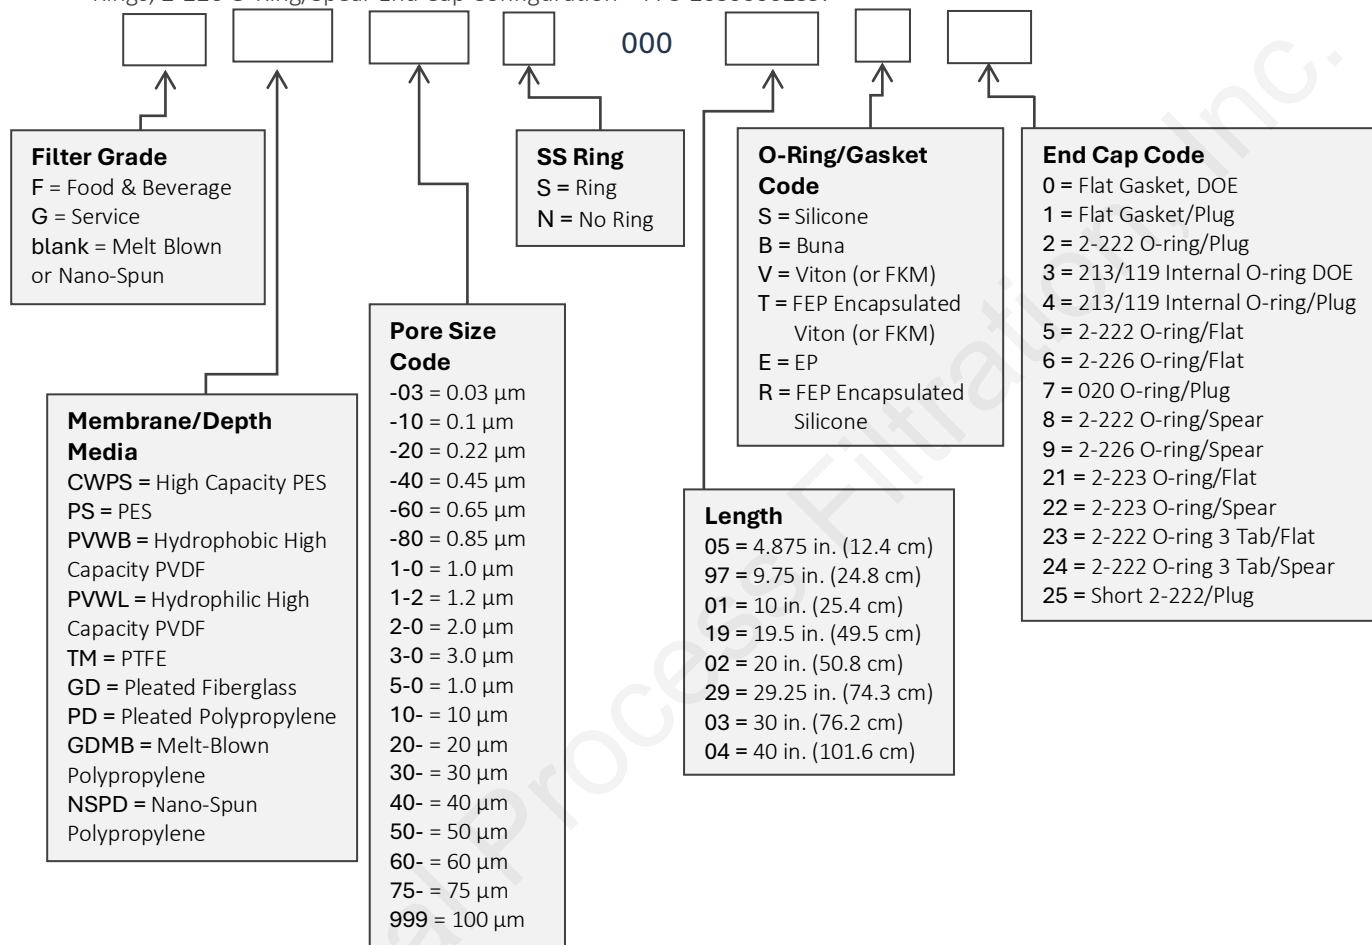 000
Filter Grade
F = Food & Beverage
G = Service
blank = Melt Blown
or Nano-Spun
Membrane/Depth
Media
CWPS = High Capacity PES
PS = PES
PVWB = Hydrophobic High
Capacity PVDF
PVWL = Hydrophilic High
Capacity PVDF
TM = PTFE
GD = Pleated Fiberglass
PD = Pleated Polypropylene
GDMB = Melt-Blown
Polypropylene
NSPD = Nano-Spun
Polypropylene
Pore Size
Code
-03 = 0.03 µm
-10 = 0.1 µm
-20 = 0.22 µm
-40 = 0.45 µm
-60 = 0.65 µm
-80 = 0.85 µm
1-0 = 1.0 µm
1-2 = 1.2 µm
2-0 = 2.0 µm
3-0 = 3.0 µm
5-0 = 1.0 µm
10- = 10 µm
20- = 20 µm
30- = 30 µm
40- = 40 µm
50- = 50 µm
60- = 60 µm
75- = 75 µm
999 = 100 µm
SS Ring
S = Ring
N = No Ring
Length
05 = 4.875 in. (12.4 cm)
97 = 9.75 in. (24.8 cm)
01 = 10 in. (25.4 cm)
19 = 19.5 in. (49.5 cm)
02 = 20 in. (50.8 cm)
29 = 29.25 in. (74.3 cm)
03 = 30 in. (76.2 cm)
04 = 40 in. (101.6 cm)
O-Ring/Gasket
Code
S = Silicone
B = Buna
V = Viton (or FKM)
T = FEP Encapsulated
Viton (or FKM)
E = EP
R = FEP Encapsulated
Silicone
End Cap Code
0 = Flat Gasket, DOE
1 = Flat Gasket/Plug
2 = 2-222 O-ring/Plug
3 = 213/119 Internal O-ring DOE
4 = 213/119 Internal O-ring/Plug
5 = 2-222 O-ring/Flat
6 = 2-226 O-ring/Flat
7 = 020 O-ring/Plug
8 = 2-222 O-ring/Spear
9 = 2-226 O-ring/Spear
21 = 2-223 O-ring/Flat
22 = 2-223 O-ring/Spear
23 = 2-222 O-ring 3 Tab/Flat
24 = 2-222 O-ring 3 Tab/Spear
25 = Short 2-222/Plug
Process Filtration, Inc.